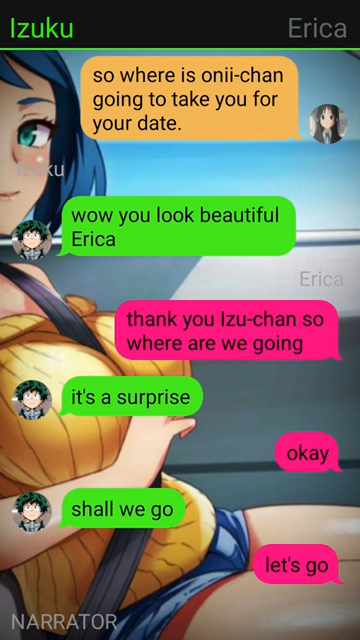 Izuku
Erica
so where is onii-chan
going to take you for
your date.
Izuku
wow you look beautiful
Erica
Erica
thank you Izu-chan so
where are we going
it's a surprise
okay
shall we go
let's go
NARRATOR